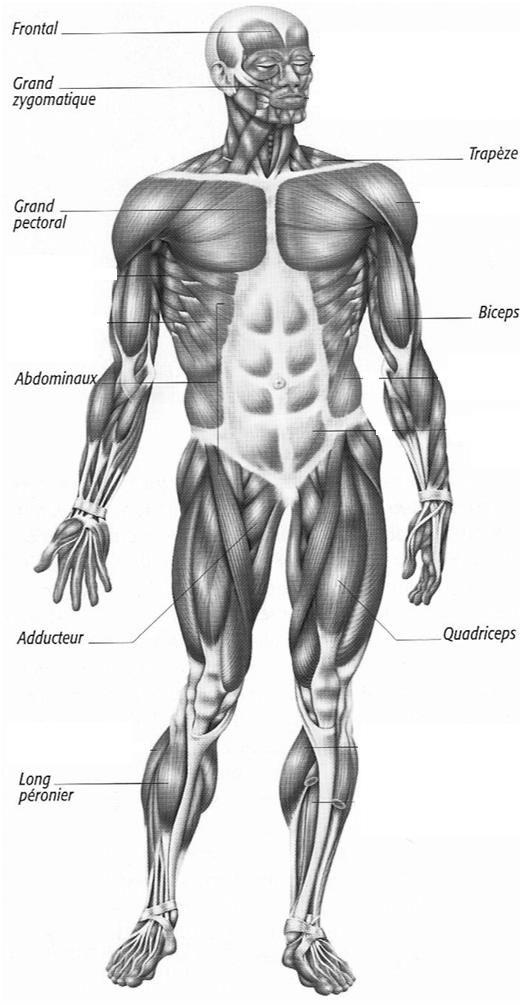 Frontal
Grand
zygomatique
Trapèze
Grand
pectoral
Biceps
Abdominaux
Adducteur
Quadriceps
Long
péronier